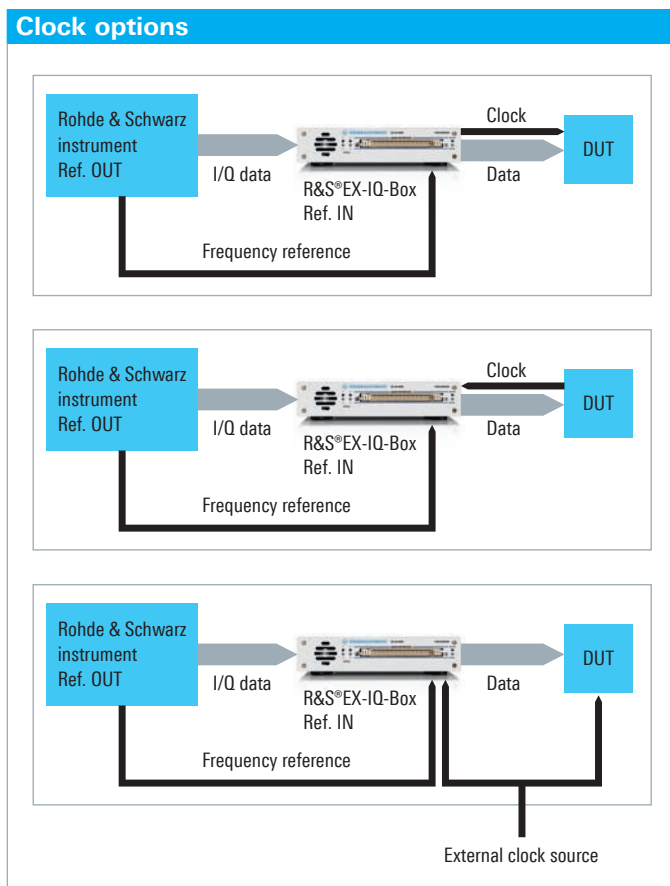 Clock options
Rohde & Schwarz
instrument
Ref. OUT
I/Q data
R&S®EX-IQ-Box
Ref. IN
Clock
Data
DUT
Frequency reference
Rohde & Schwarz
instrument
Ref. OUT
I/Q data
R&S®EX-IQ-Box
Ref. IN
Clock
Data
DUT
Frequency reference
Rohde & Schwarz
instrument
Ref. OUT
I/Q data
R&S®EX-IQ-Box
Ref. IN
Data
DUT
Frequency reference
External clock source